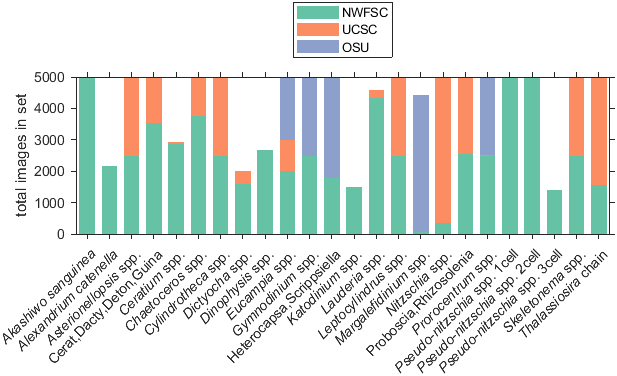 NWFSC
UCSC
OSU
5000
4000
3000
2000
1000
0
total images in set
Akashiwo sanguinea
Alexandrium catenella
Asterionellopsis spp.
Cerat,Dacty,Deton,Guina
Ceratium spp.
Chaetoceros spp.
Cylindrotheca spp.
Dictyocha spp.
Dinophysis spp.
Eucampia spp.
Gymnodinium spp.
Heterocapsa,Scrippsiella
Katodinium spp.
Lauderia spp.
Leptocylindrus spp.
Margalefidinium spp.
Nitzschia spp.
Proboscia,Rhizosolenia
Prorocentrum spp.
Pseudo-nitzschia spp. 1cell
Pseudo-nitzschia spp. 2cell
Pseudo-nitzschia spp. 3cell
Skeletonema spp.
Thalassiosira chain